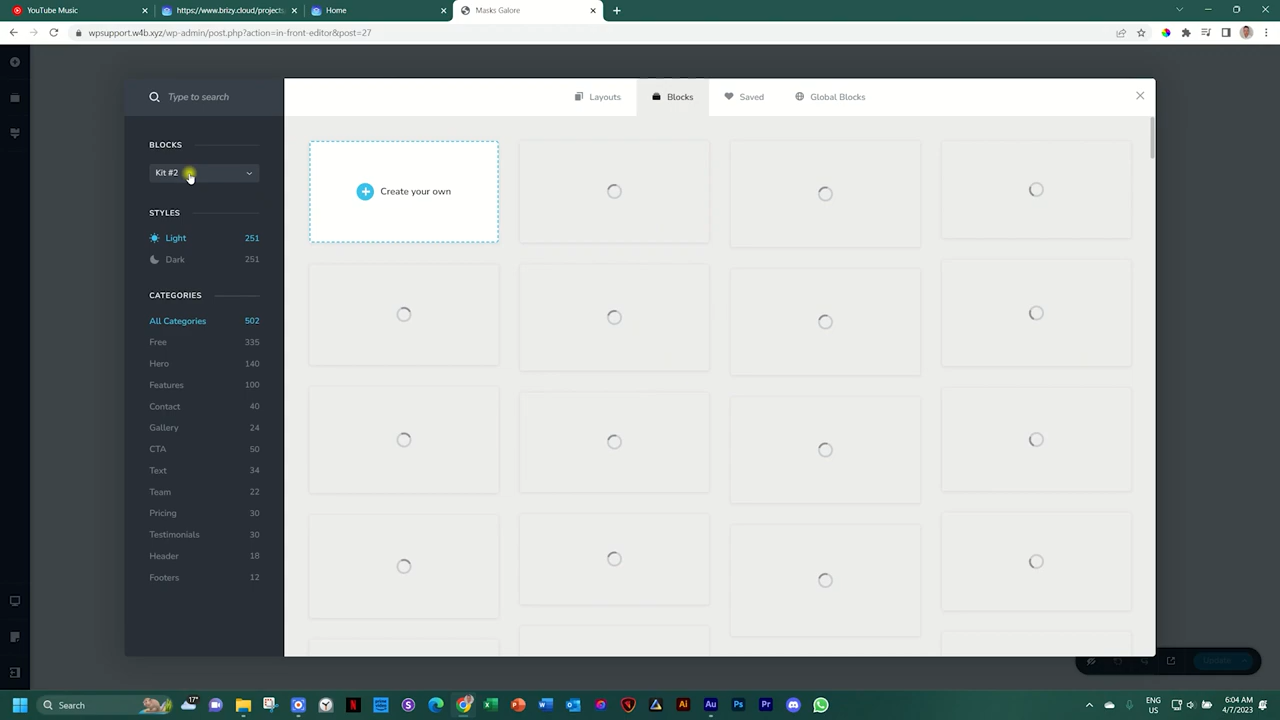 YouTube Music
https://www.brizy.cloud/projects
Home
Masks Galore
wpsupport.w4b.xyz/wp-admin/post.php?action=in-front-editor&post=27
Type to search
Layouts
Blocks
Saved
Global Blocks
BLOCKS
Kit #2
STYLES
Light 251
Dark 251
CATEGORIES
All Categories 502
Free 335
Hero 140
Features 100
Contact 40
Gallery 24
CTA 50
Text 34
Team 22
Pricing 30
Testimonials 30
Header 18
Footers 12
Create your own
Update
Search
17°
ENG
US
6:04 AM
4/7/2023